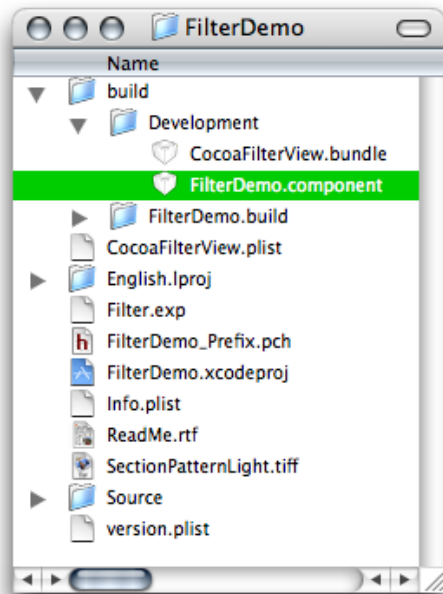 FilterDemo
Name
build
Development
CocoaFilterView.bundle
FilterDemo.component
FilterDemo.build
CocoaFilterView.plist
English.lproj
Filter.exp
h FilterDemo_Prefix.pch
FilterDemo.xcodeproj
Info.plist
ReadMe.rtf
SectionPatternLight.tiff
Source
version.plist